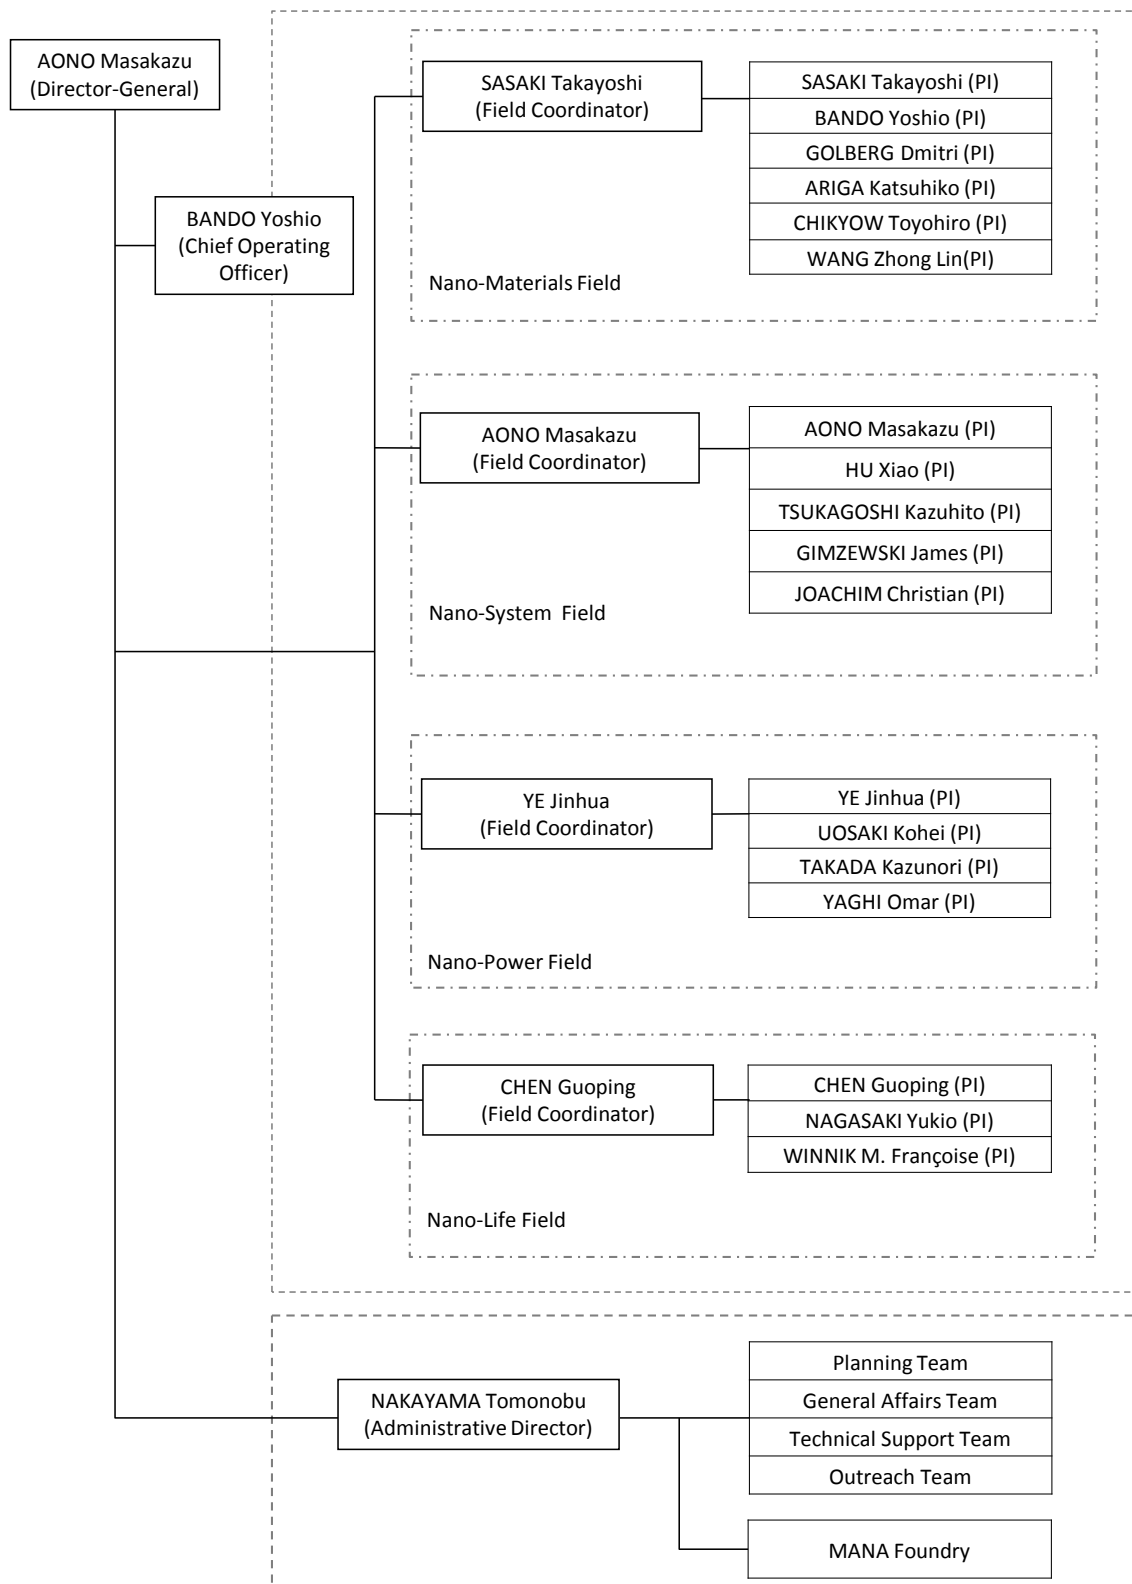 AONO Masakazu
(Director-General)
BANDO Yoshio
(Chief Operating
Officer)
SASAKI Takayoshi
(Field Coordinator)
SASAKI Takayoshi (PI)
BANDO Yoshio (PI)
GOLBERG Dmitri (PI)
ARIGA Katsuhiko (PI)
CHIKYOW Toyohiro (PI)
WANG Zhong Lin(PI)
Nano-Materials Field
AONO Masakazu
(Field Coordinator)
AONO Masakazu (PI)
HU Xiao (PI)
TSUKAGOSHI Kazuhito (PI)
GIMZEWSKI James (PI)
JOACHIM Christian (PI)
Nano-System Field
YE Jinhua
(Field Coordinator)
YE Jinhua (PI)
UOSAKI Kohei (PI)
TAKADA Kazunori (PI)
YAGHI Omar (PI)
Nano-Power Field
CHEN Guoping
(Field Coordinator)
CHEN Guoping (PI)
NAGASAKI Yukio (PI)
WINNIK M. Françoise (PI)
Nano-Life Field
NAKAYAMA Tomonobu
(Administrative Director)
Planning Team
General Affairs Team
Technical Support Team
Outreach Team
MANA Foundry